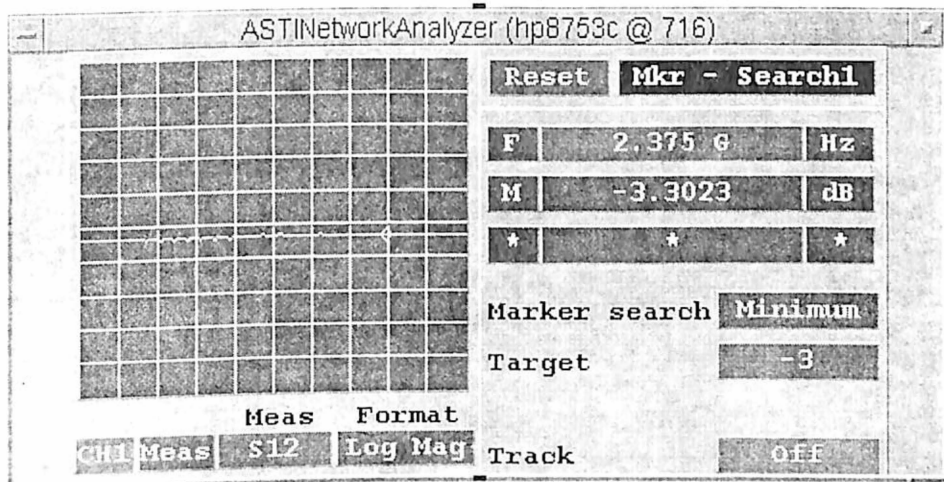 ASTINetworkAnalyzer (hp8753c @ 716)
Reset Mkr - Search1
F 2.375 G Hz
M -3.3023 dB
* * *
Marker search Minimum
Target -3
Meas Format
CH1 Meas S12 Log Mag
Track Off